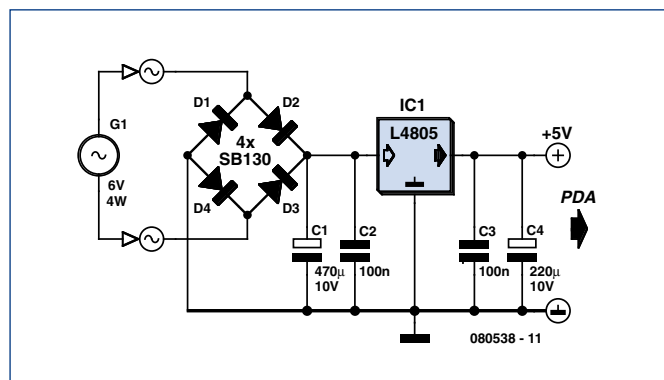 G1
6V
4W
D1
D2
4x
SB130
D4
D3
IC1
L4805
C1
470µ
10V
C2
100n
C3
100n
C4
220µ
10V
+5V
PDA
080538 - 11